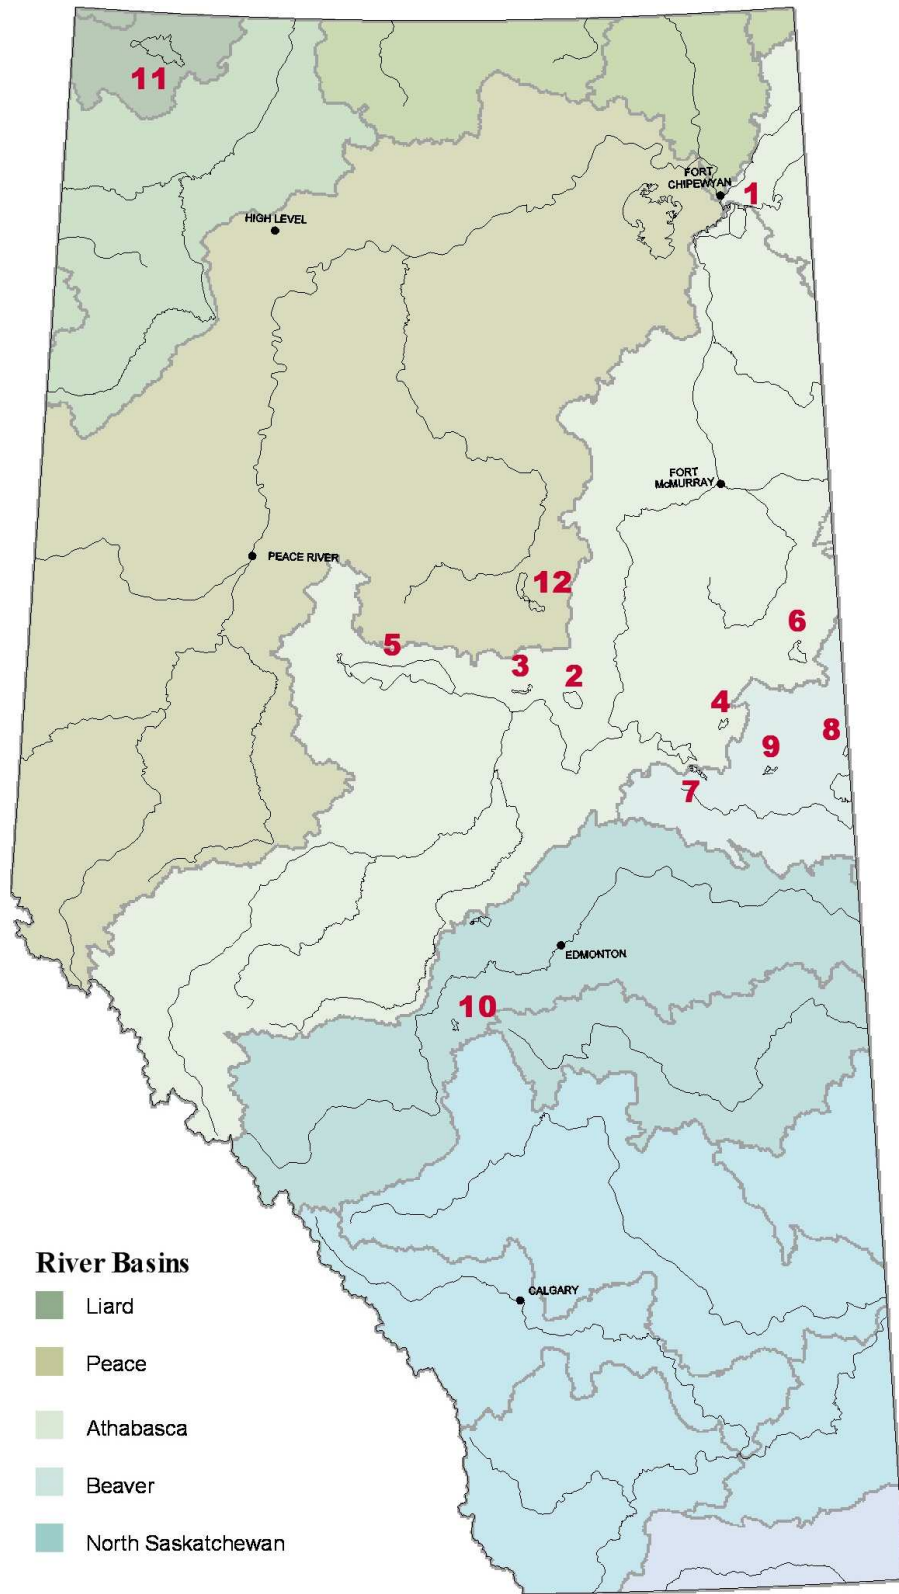 11
FORT
CHIPEWYAN
1
HIGH LEVEL
FORT
McMURRAY
PEACE RIVER
12
6
5
3
2
4
8
9
7
EDMONTON
10
River Basins
CALGARY
Liard
Peace
Athabasca
Beaver
North Saskatchewan